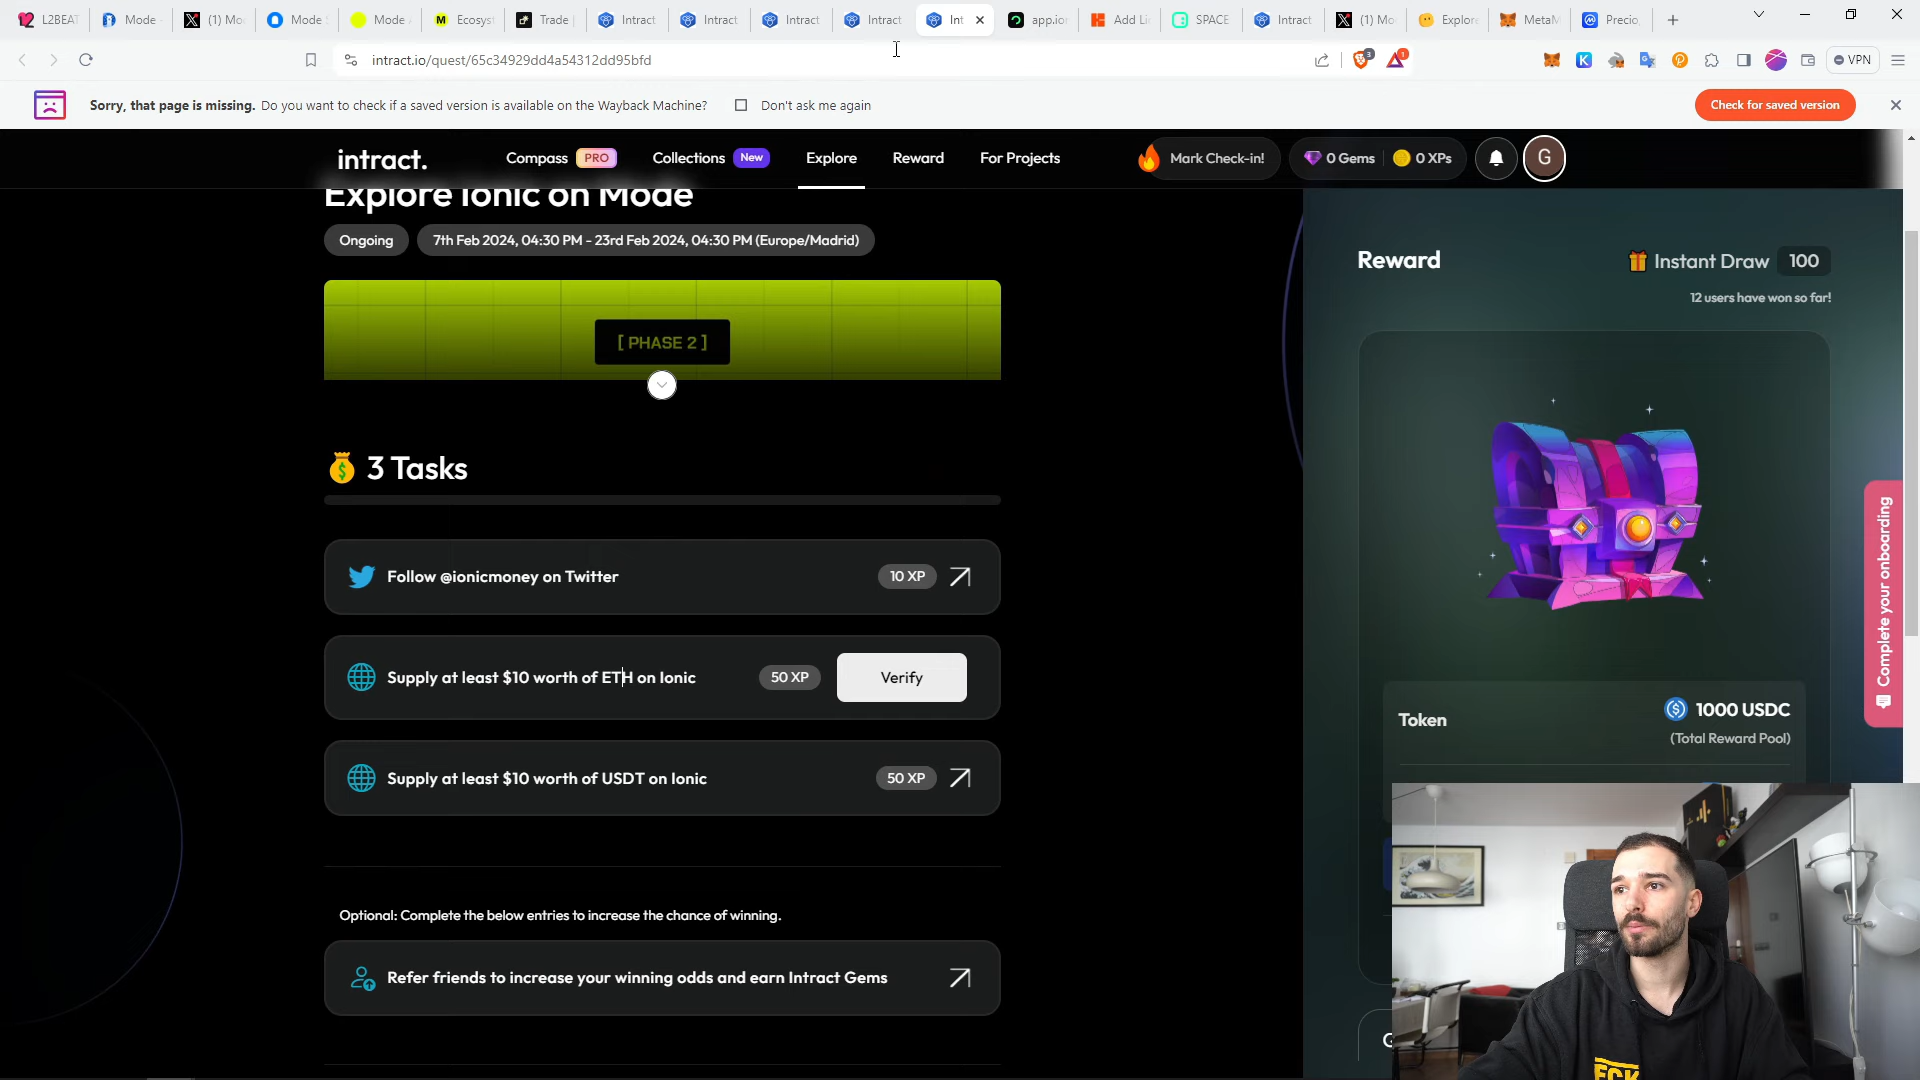 L2BEAT
Mode -
(1) Mo
Mode
Mode
M
Ecosys
Trade
Intract
Intract
Intract
Intract
Int
app.ion
Add Li
SPACE
Intract
(1) Mo
Explore
MetaM
Precio
intract.io/quest/65c34929dd4a54312dd95bfd
3
1
VPN
Sorry, that page is missing. Do you want to check if a saved version is available on the Wayback Machine?
Don't ask me again
Check for saved version
intract.
Compass PRO
Collections New
Explore
Reward
For Projects
Mark Check-in!
0 Gems
0 XPs
G
Explore Ionic on Mode
Ongoing
7th Feb 2024, 04:30 PM - 23rd Feb 2024, 04:30 PM (Europe/Madrid)
[ PHASE 2 ]
3 Tasks
Follow @ionicmoney on Twitter
10 XP
Supply at least $10 worth of ETH on Ionic
50 XP
Verify
Supply at least $10 worth of USDT on Ionic
50 XP
Optional: Complete the below entries to increase the chance of winning.
Refer friends to increase your winning odds and earn Intract Gems
Reward
Instant Draw 100
12 users have won so far!
Token
1000 USDC
(Total Reward Pool)
Complete your onboarding